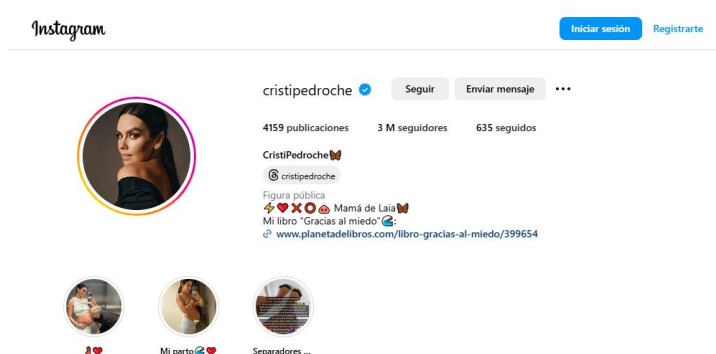 Instagram
Iniciar sesión
Registrarte
cristipedroche
Seguir
Enviar mensaje
4159 publicaciones
3 M seguidores
635 seguidos
CristiPedroche🦋
cristipedroche
Figura pública
⚡❤️❌⭕🐽 Mamá de Laia🦋
Mi libro "Gracias al miedo"🌊:
www.planetadelibros.com/libro-gracias-al-miedo/399654
Mi parto🌊❤️
Separadores ...